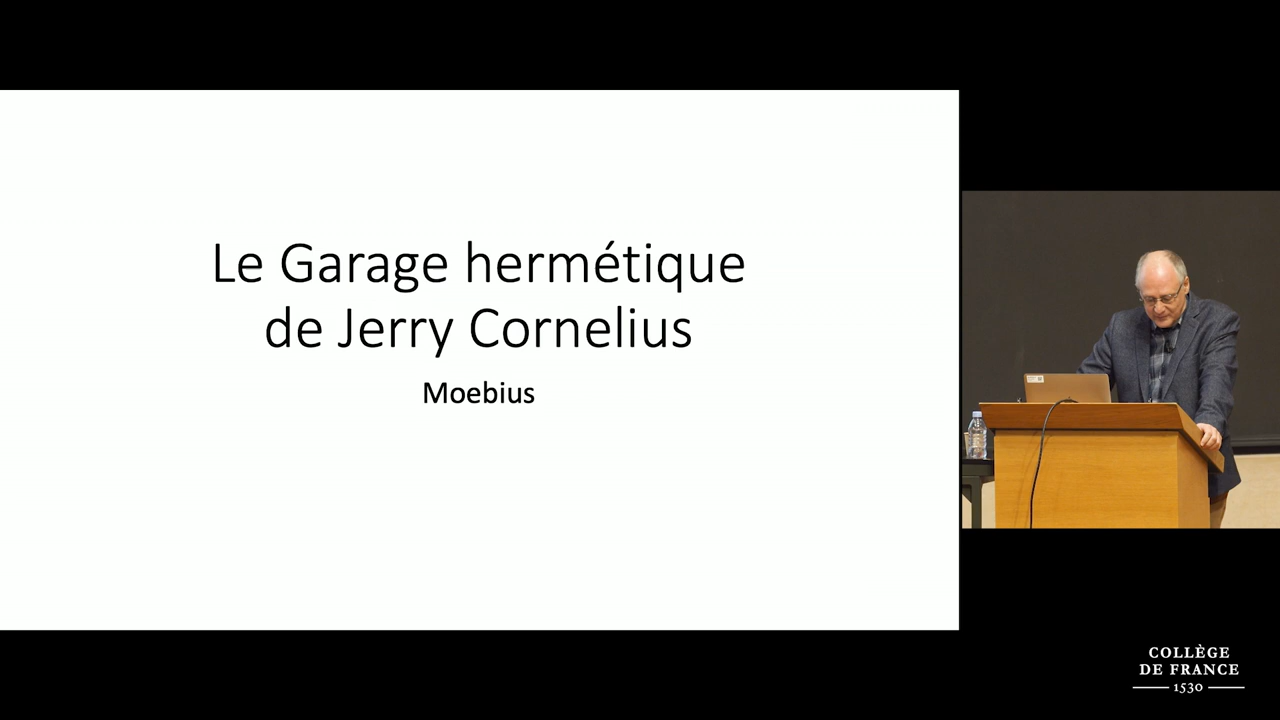 Le Garage hermétique
de Jerry Cornelius
Moebius
COLLÈGE
DE FRANCE
1530